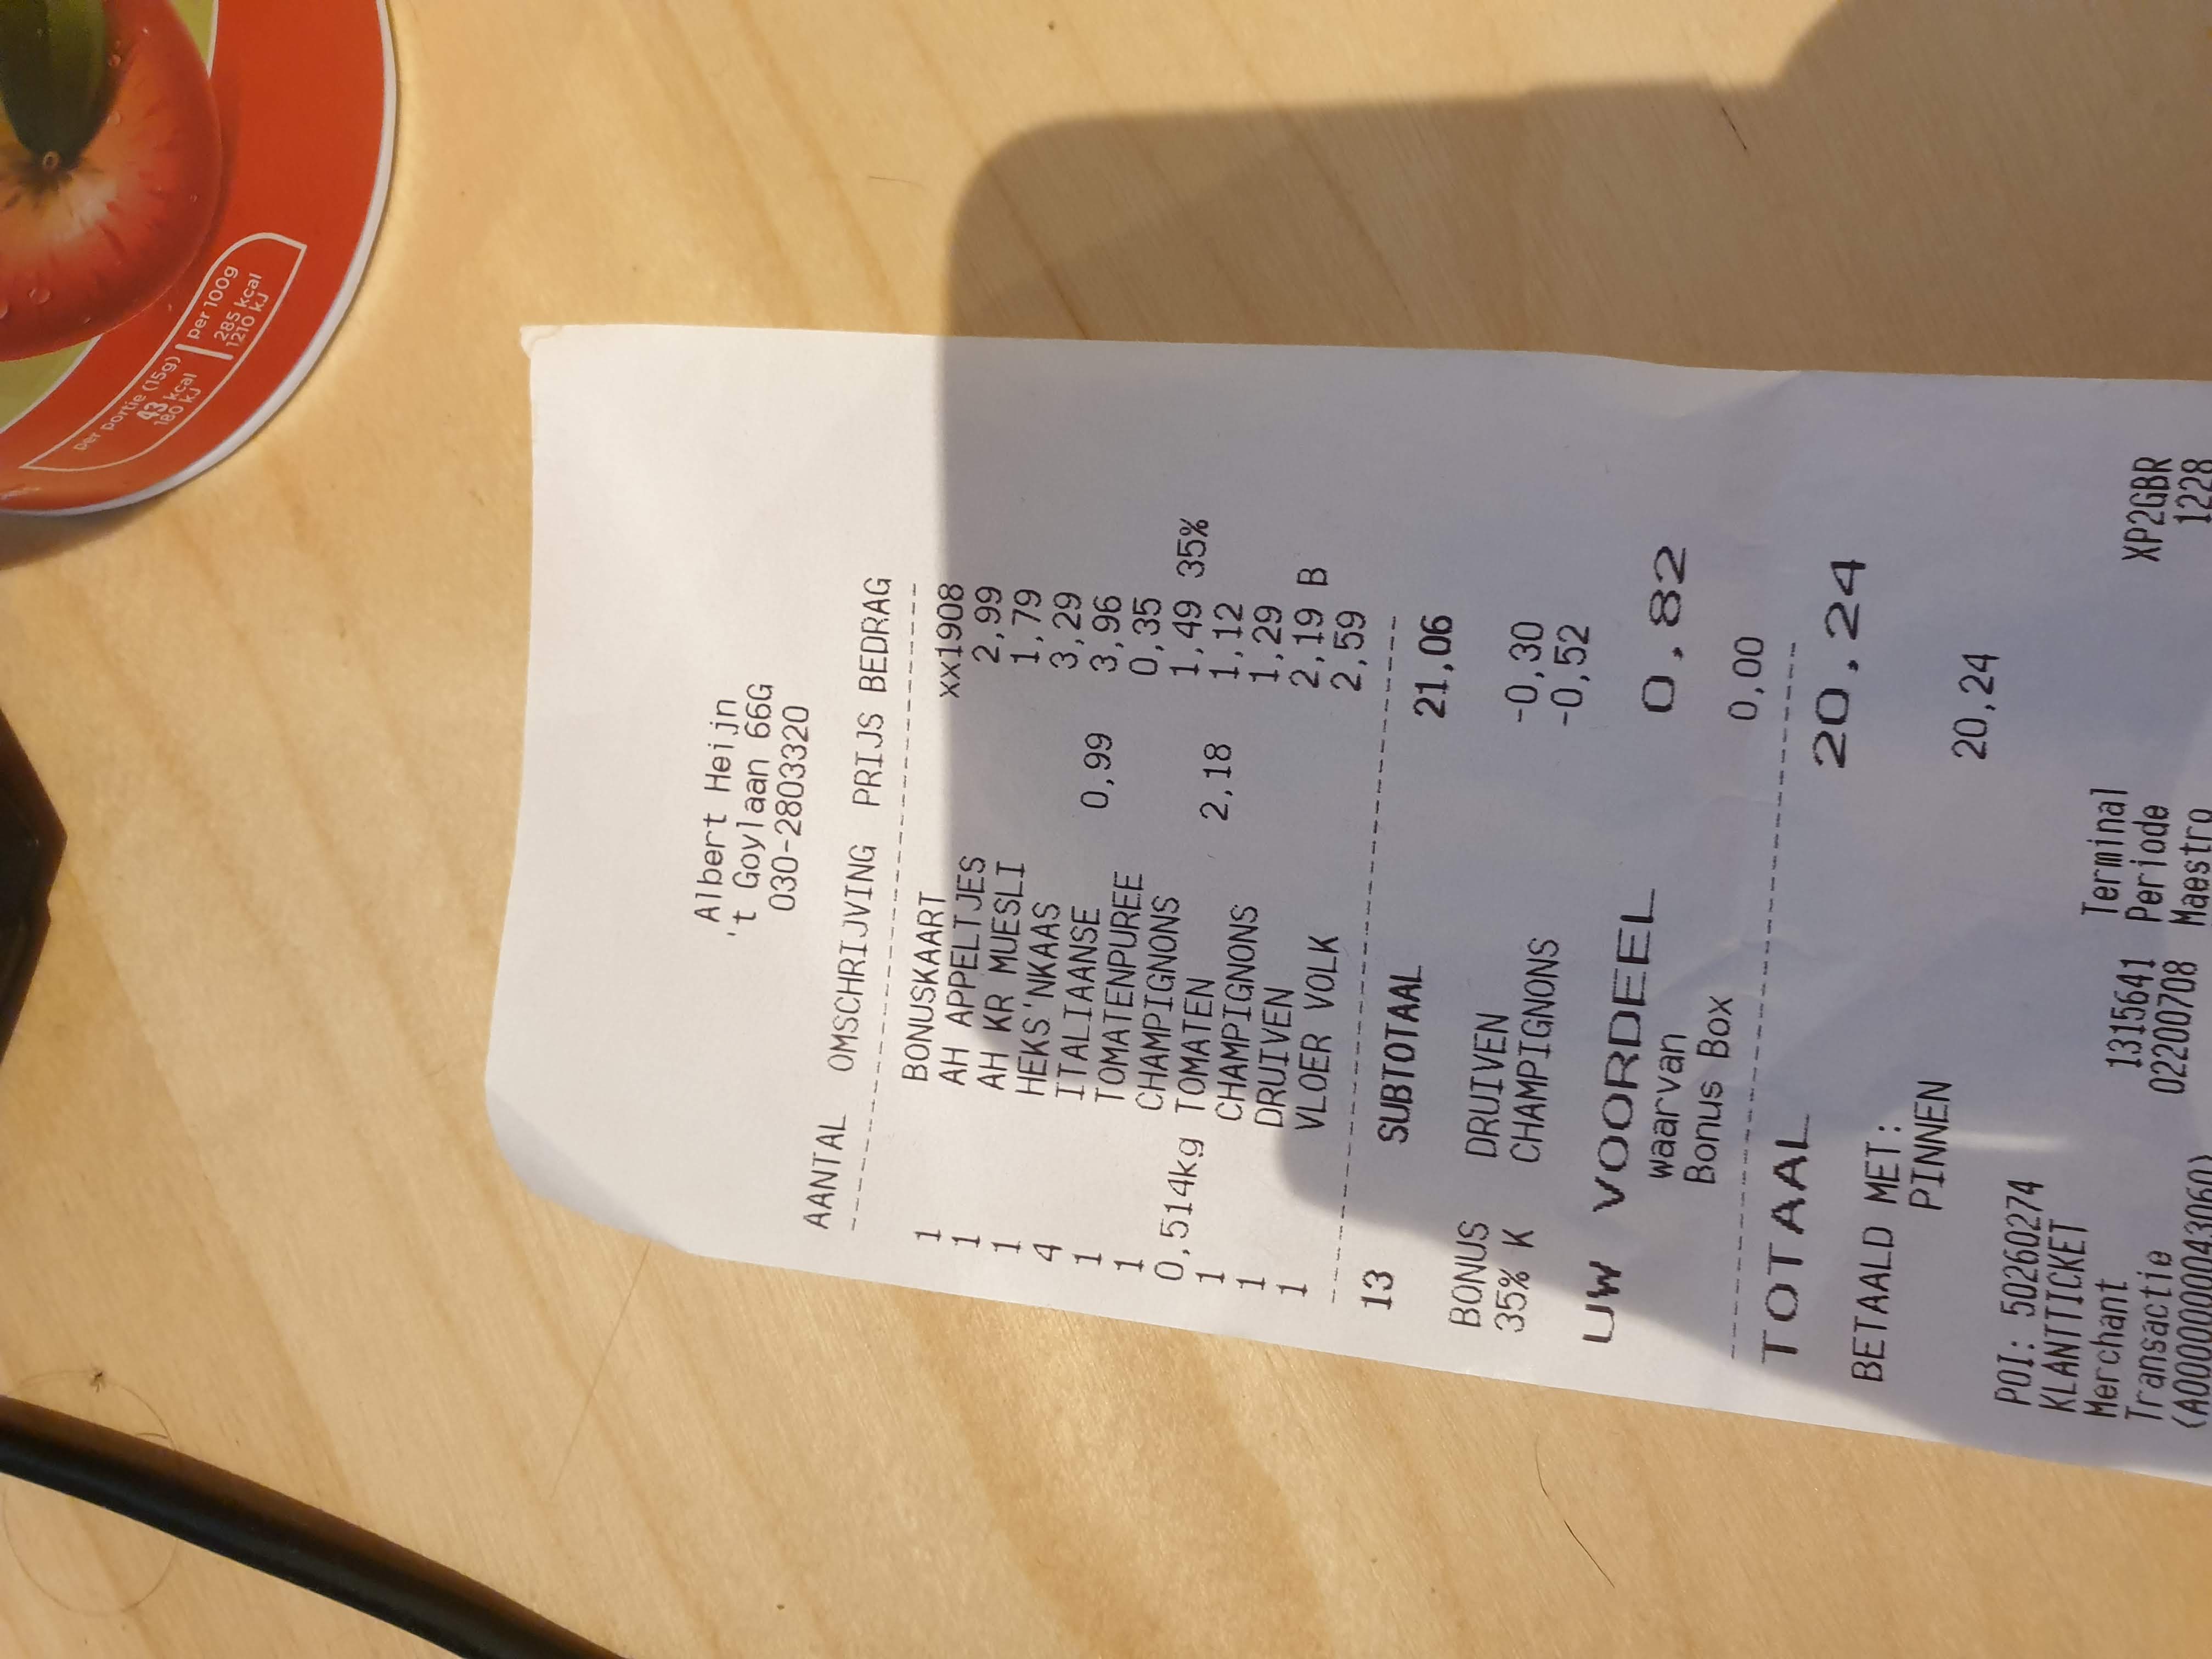 per portie (15g)
43 kcal
180 kJ
per 100g
285 kcal
1210 kJ
Albert Heijn
't Goylaan 66G
030-2803320
AANTAL OMSCHRIJVING PRIJS BEDRAG
BONUSKAART xx1908
1 AH APPELTJES 2,99
1 AH KR MUESLI 1,79
1 HEKS'NKAAS 3,29
4 ITALIAANSE 0,99 3,96
1 TOMATENPUREE 0,35
1 CHAMPIGNONS 1,49 35%
0,514kg TOMATEN 2,18 1,12
1 CHAMPIGNONS 1,29
1 DRUIVEN 2,19 B
1 VLOER VOLK 2,59
13 SUBTOTAAL 21,06
BONUS DRUIVEN -0,30
35% K CHAMPIGNONS -0,52
UW VOORDEEL 0,82
waarvan
Bonus Box 0,00
TOTAAL 20,24
BETAALD MET:
PINNEN 20,24
POI: 50260274
KLANTTICKET
Merchant 1315641 Terminal XP2GBR
Transactie 02200708 Periode 1228
(A0000000043060) Maestro